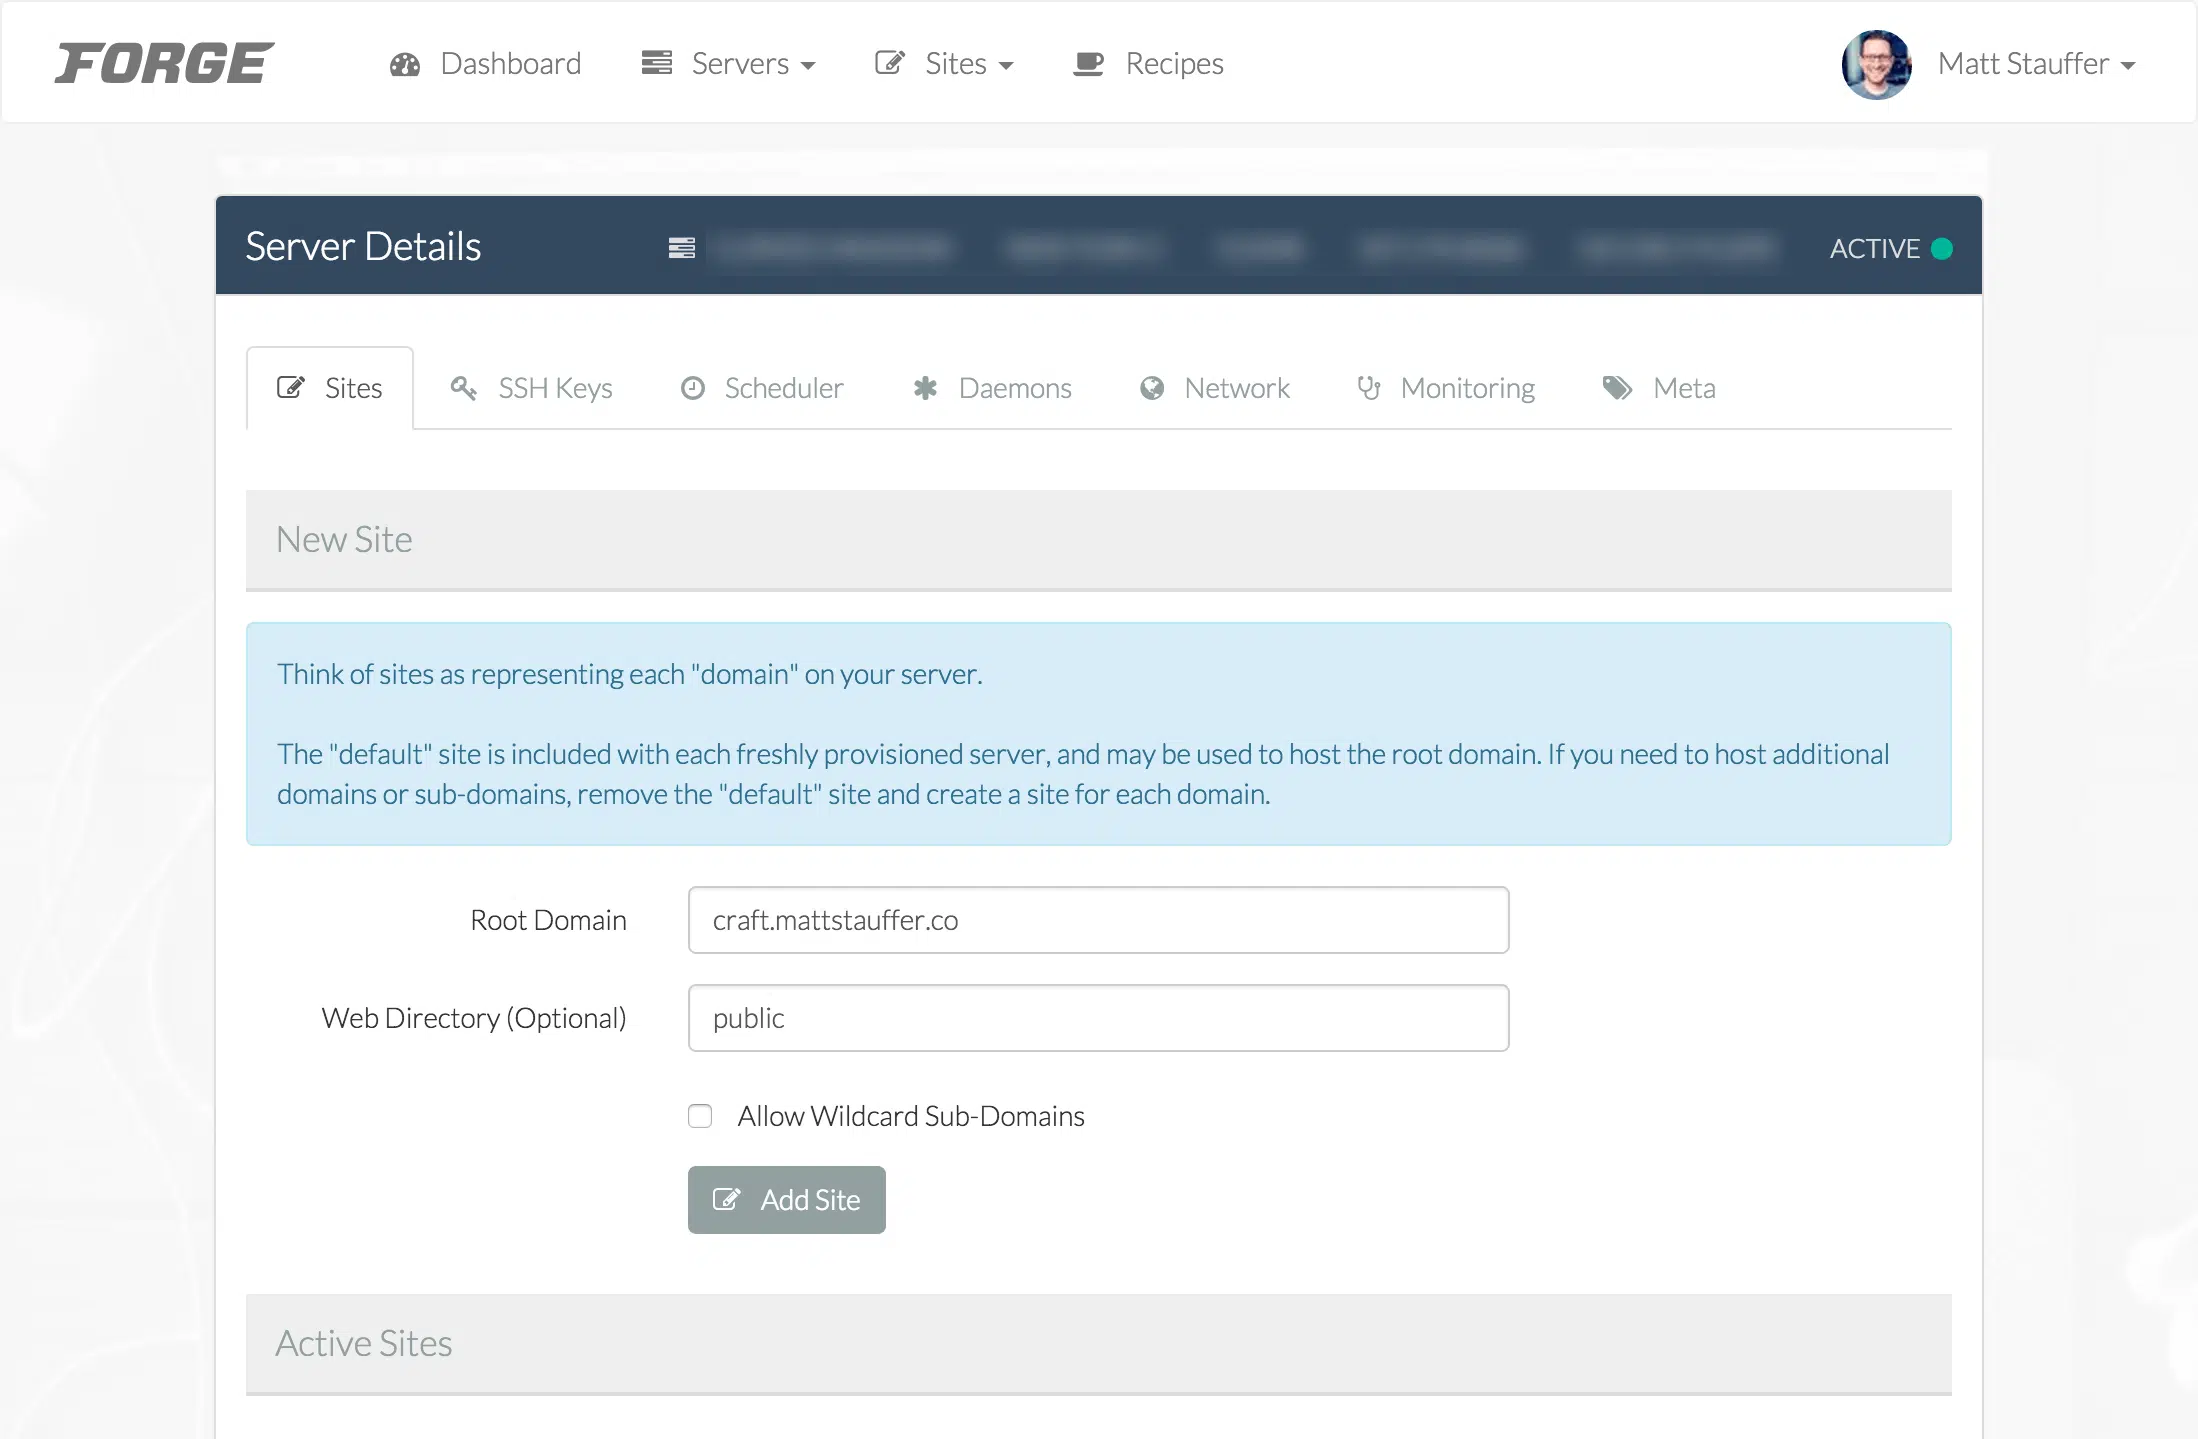 FORGE Dashboard Servers Sites Recipes Matt Stauffer
Server Details ACTIVE
Sites SSH Keys Scheduler Daemons Network Monitoring Meta
New Site
Think of sites as representing each "domain" on your server.
The "default" site is included with each freshly provisioned server, and may be used to host the root domain. If you need to host additional
domains or sub-domains, remove the "default" site and create a site for each domain.
Root Domain craft.mattstauffer.co
Web Directory (Optional) public
Allow Wildcard Sub-Domains
Add Site
Active Sites